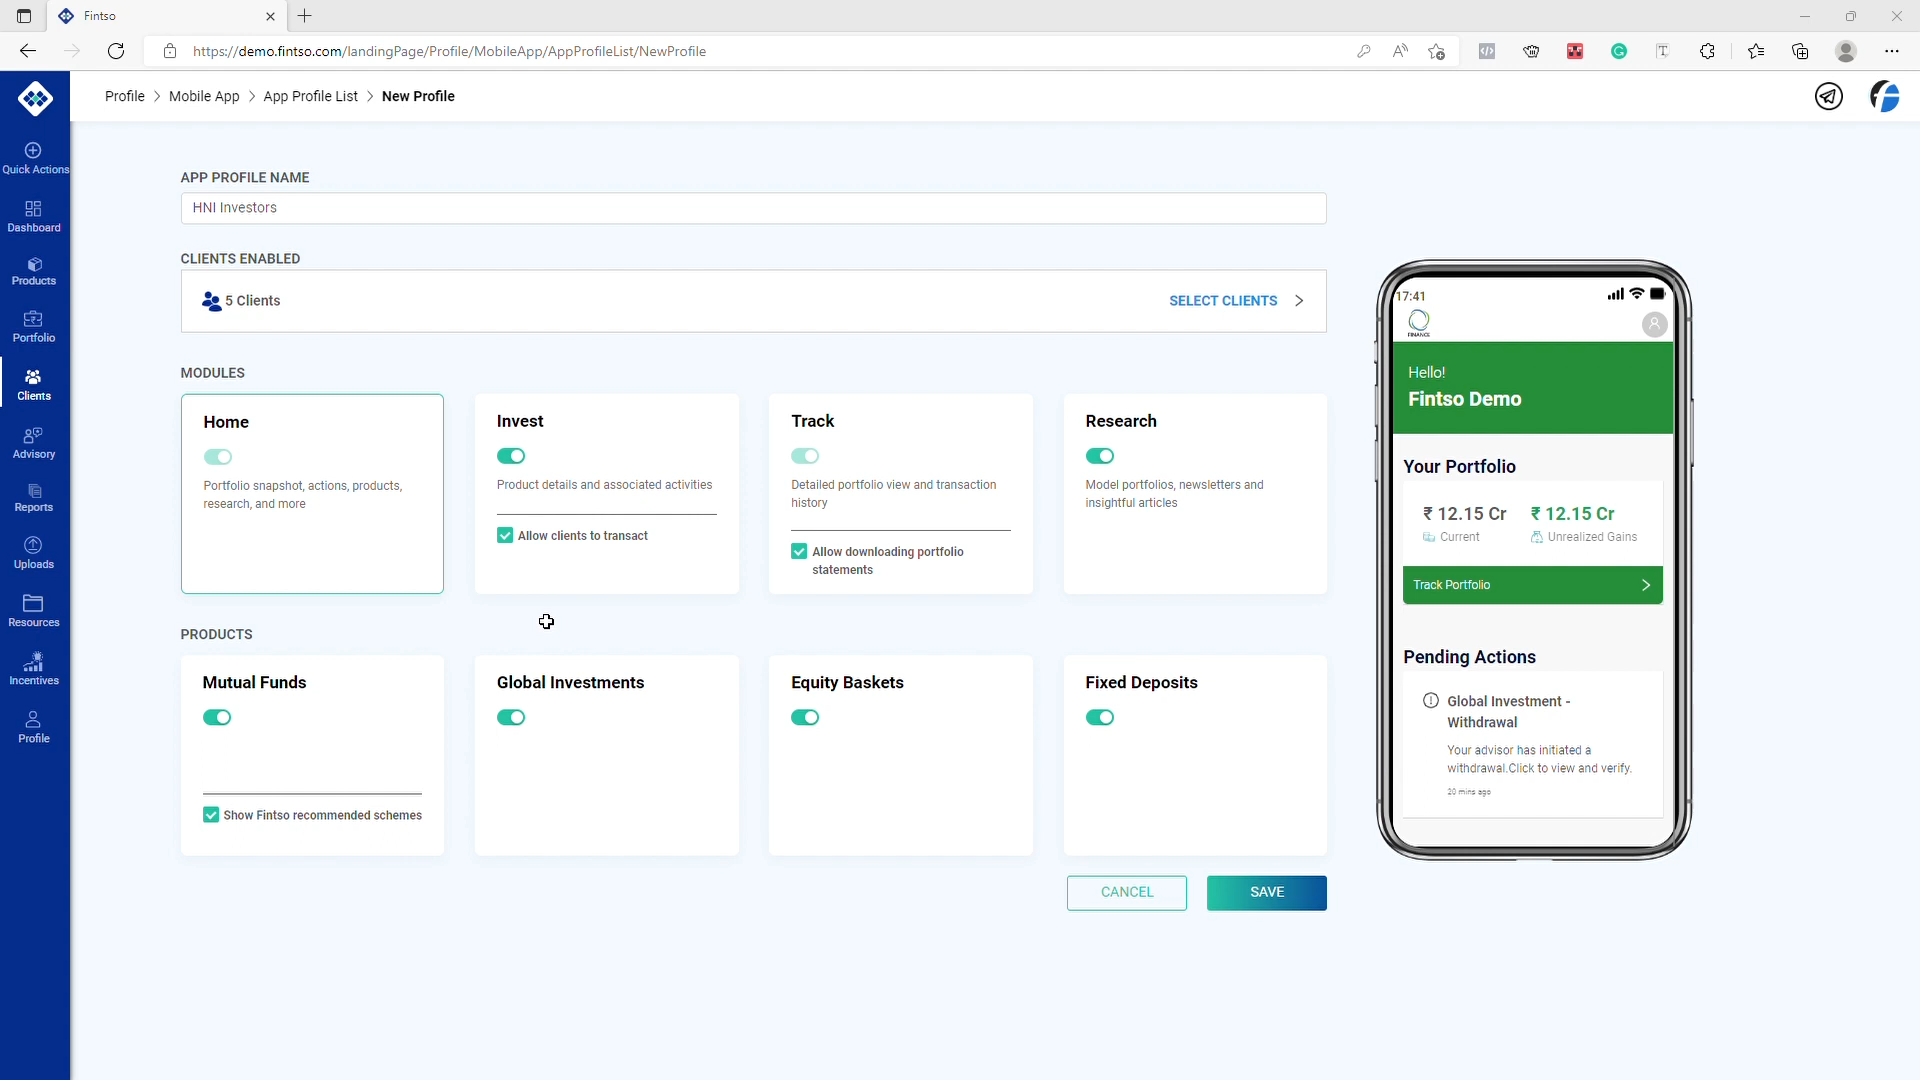 Fintso
https://demo.fintso.com/landingPage/Profile/MobileApp/AppProfileList/NewProfile
Profile > Mobile App > App Profile List > New Profile
Quick Actions
Dashboard
Products
Portfolio
Clients
Advisory
Reports
Uploads
Resources
Incentives
Profile
APP PROFILE NAME
HNI Investors
CLIENTS ENABLED
5 Clients
SELECT CLIENTS >
MODULES
Home
Portfolio snapshot, actions, products,
research, and more
Invest
Product details and associated activities
Allow clients to transact
Track
Detailed portfolio view and transaction
history
Allow downloading portfolio
statements
Research
Model portfolios, newsletters and
insightful articles
PRODUCTS
Mutual Funds
Show Fintso recommended schemes
Global Investments
Equity Baskets
Fixed Deposits
CANCEL
SAVE
17:41
FINANCE
Hello!
Fintso Demo
Your Portfolio
₹ 12.15 Cr
Current
₹ 12.15 Cr
Unrealized Gains
Track Portfolio
Pending Actions
Global Investment -
Withdrawal
Your advisor has initiated a
withdrawal.Click to view and verify.
20 mins ago